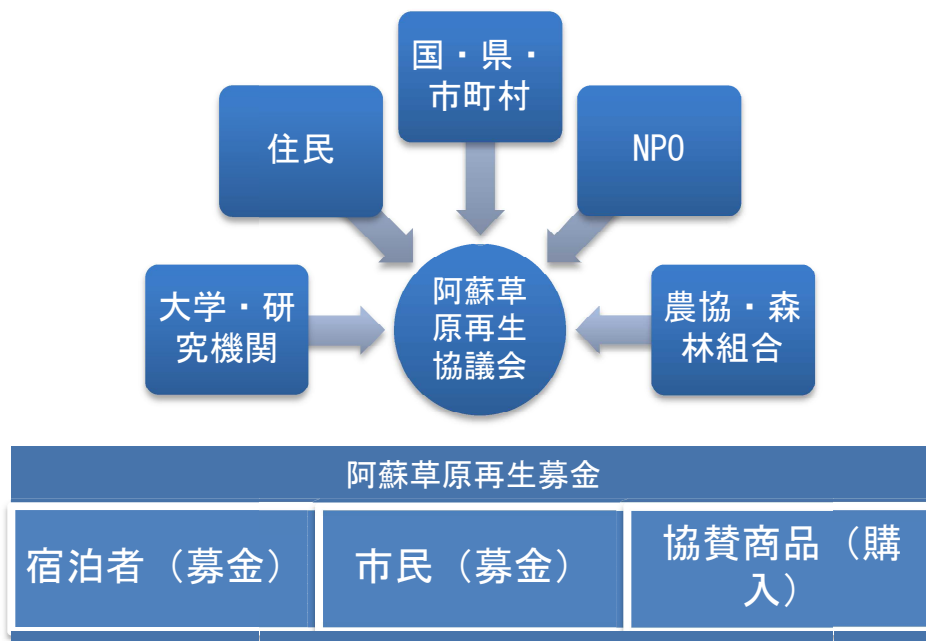 国・県・
市町村
住民
NPO
大学・研
究機関
阿蘇草
原再生
協議会
農協・森
林組合
阿蘇草原再生募金
宿泊者（募金）
市民（募金）
協賛商品（購
入）